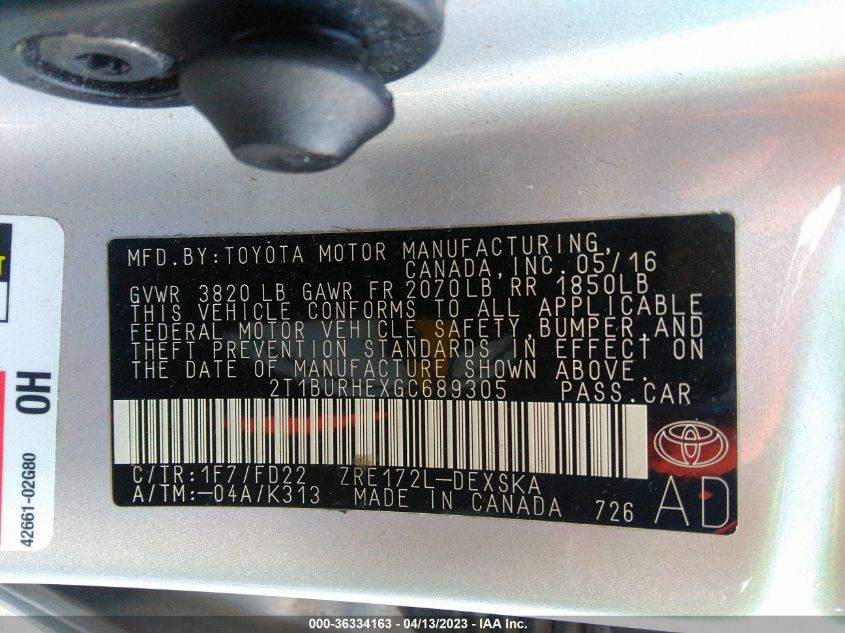 MFD.BY:TOYOTA MOTOR MANUFACTURING,
CANADA,INC.05/16
GVWR 3820 LB GAWR FR 2070LB RR 1850LB
THIS VEHICLE CONFORMS TO ALL APPLICABLE
FEDERAL MOTOR VEHICLE SAFETY,BUMPER,AND
THEFT PREVENTION STANDARDS IN EFFECT ON
THE DATE OF MANUFACTURE SHOWN ABOVE.
2T1BURHEXGC689305 PASS.CAR
C/TR:1F7/FD22 ZRE172L-DEXSKA
A/TM:-04A/K313 MADE IN CANADA 726
AD
OH
42661-02G80
000-36334163 - 04/13/2023 - IAA Inc.